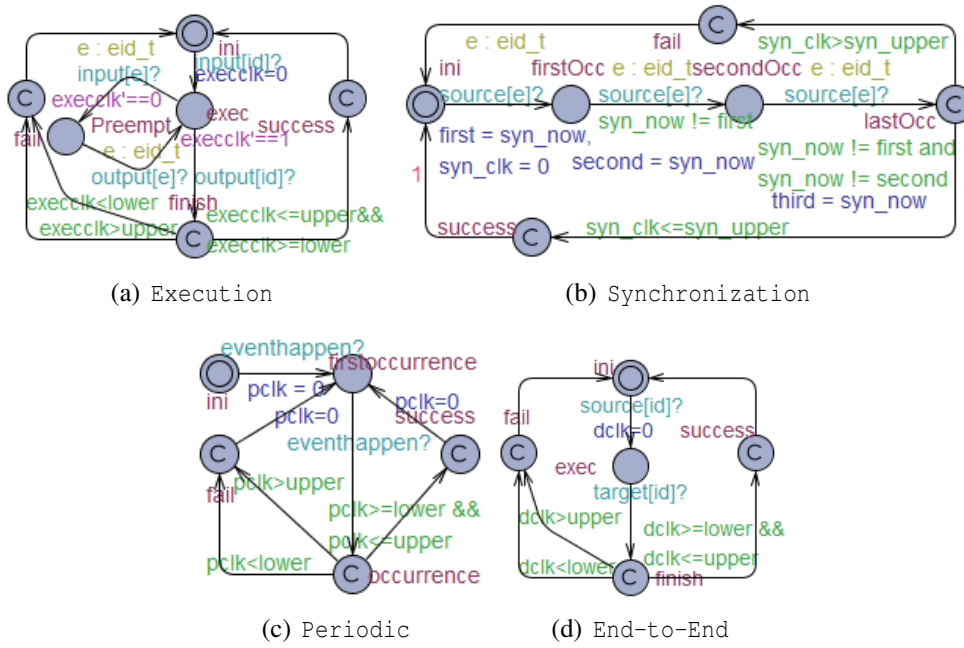 e : eid_t
ini
input[e]?
input[id]?
execclk=0
execclk'==0
exec
fail
Preempt
execclk'==1
success
e : eid_t
output[e]?
output[id]?
execclk<lower
finish
execclk>upper
execclk<=upper&&
execclk>=lower
C
C
C
(a) Execution
C
e : eid_t
fail
syn_clk>syn_upper
ini
firstOcc
e : eid_t
secondOcc
e : eid_t
source[e]?
source[e]?
source[e]?
C
syn_now != first
lastOcc
first = syn_now,
syn_clk = 0
second = syn_now
syn_now != first and
syn_now != second
third = syn_now
1
success
C
syn_clk<=syn_upper
(b) Synchronization
eventhappen?
firstoccurrence
ini
pclk = 0
pclk=0
pclk=0
success
eventhappen?
C
C
fail
pclk>upper
pclk>=lower &&
pclk<=upper
pclk<lower
C
occurrence
(c) Periodic
ini
source[id]?
dclk=0
fail
success
C
C
exec
target[id]?
dclk>upper
dclk>=lower &&
dclk<=upper
dclk<lower
C
finish
(d) End-to-End